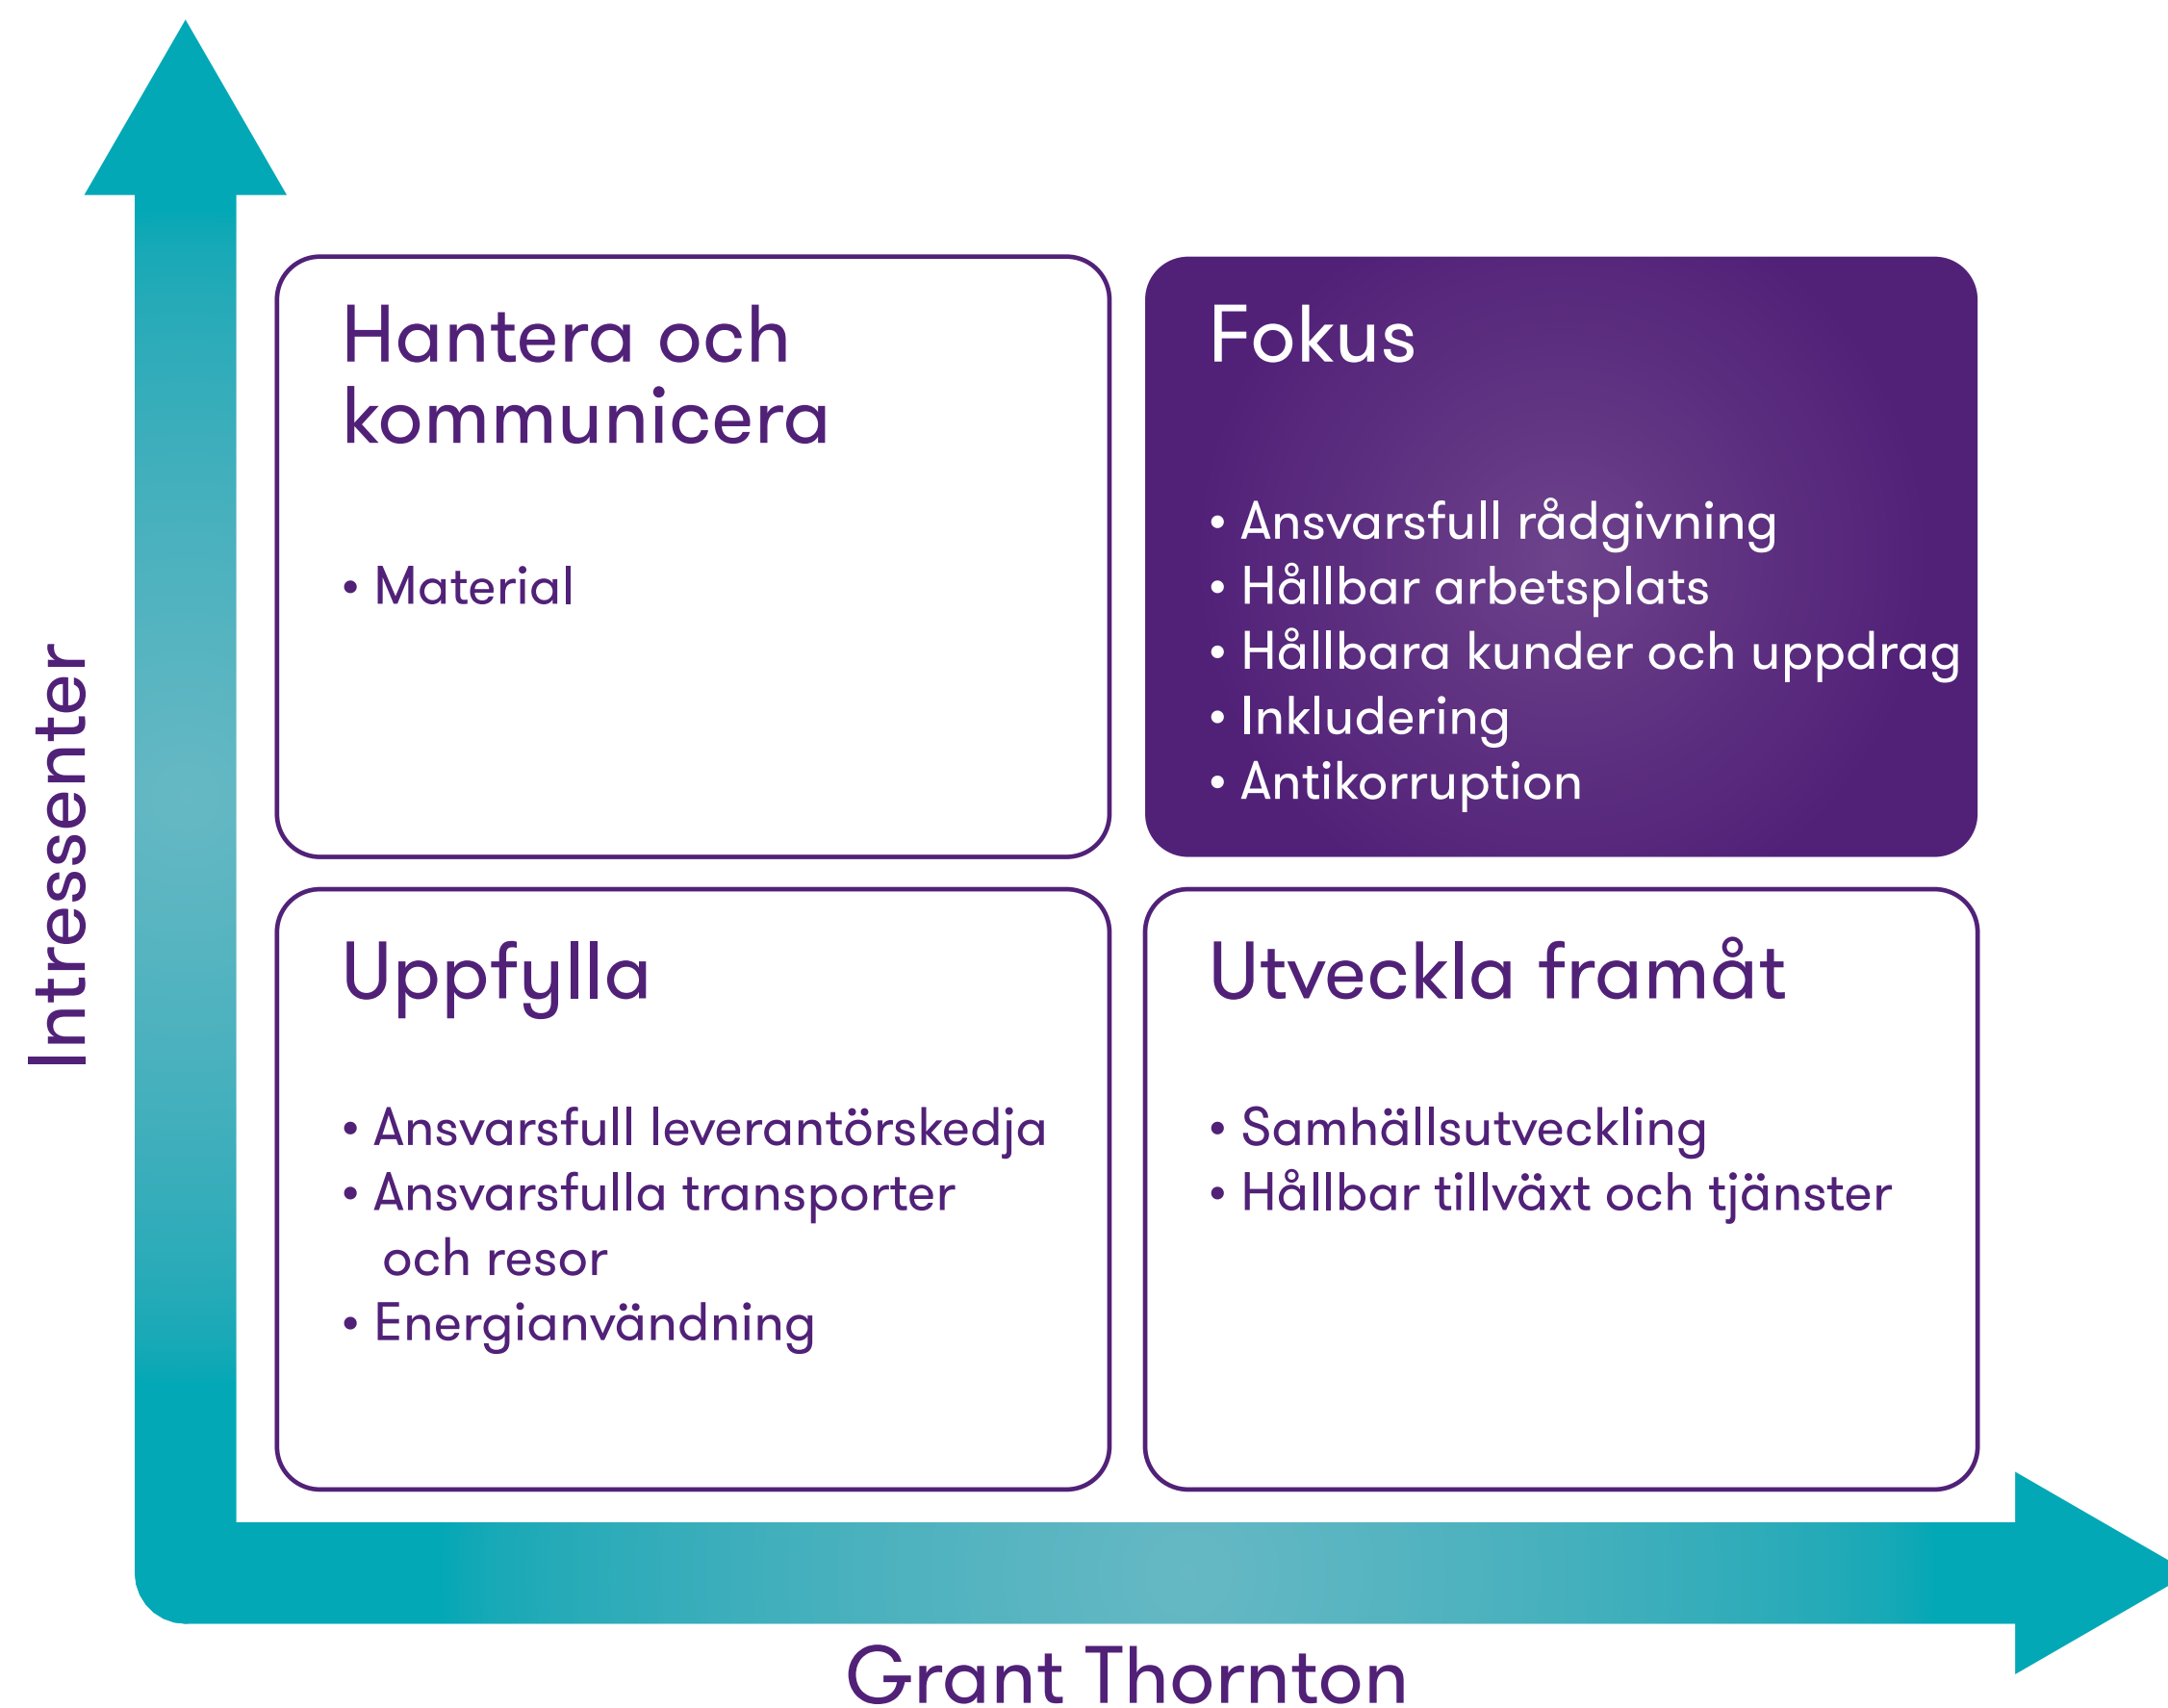 Intressenter
Hantera och
kommunicera
• Material
Fokus
• Ansvarsfull rådgivning
• Hållbar arbetsplats
• Hållbara kunder och uppdrag
• Inkludering
• Antikorruption
Uppfylla
• Ansvarsfull leverantörskedja
• Ansvarsfulla transporter
och resor
• Energianvändning
Utveckla framåt
• Samhällsutveckling
• Hållbar tillväxt och tjänster
Grant Thornton